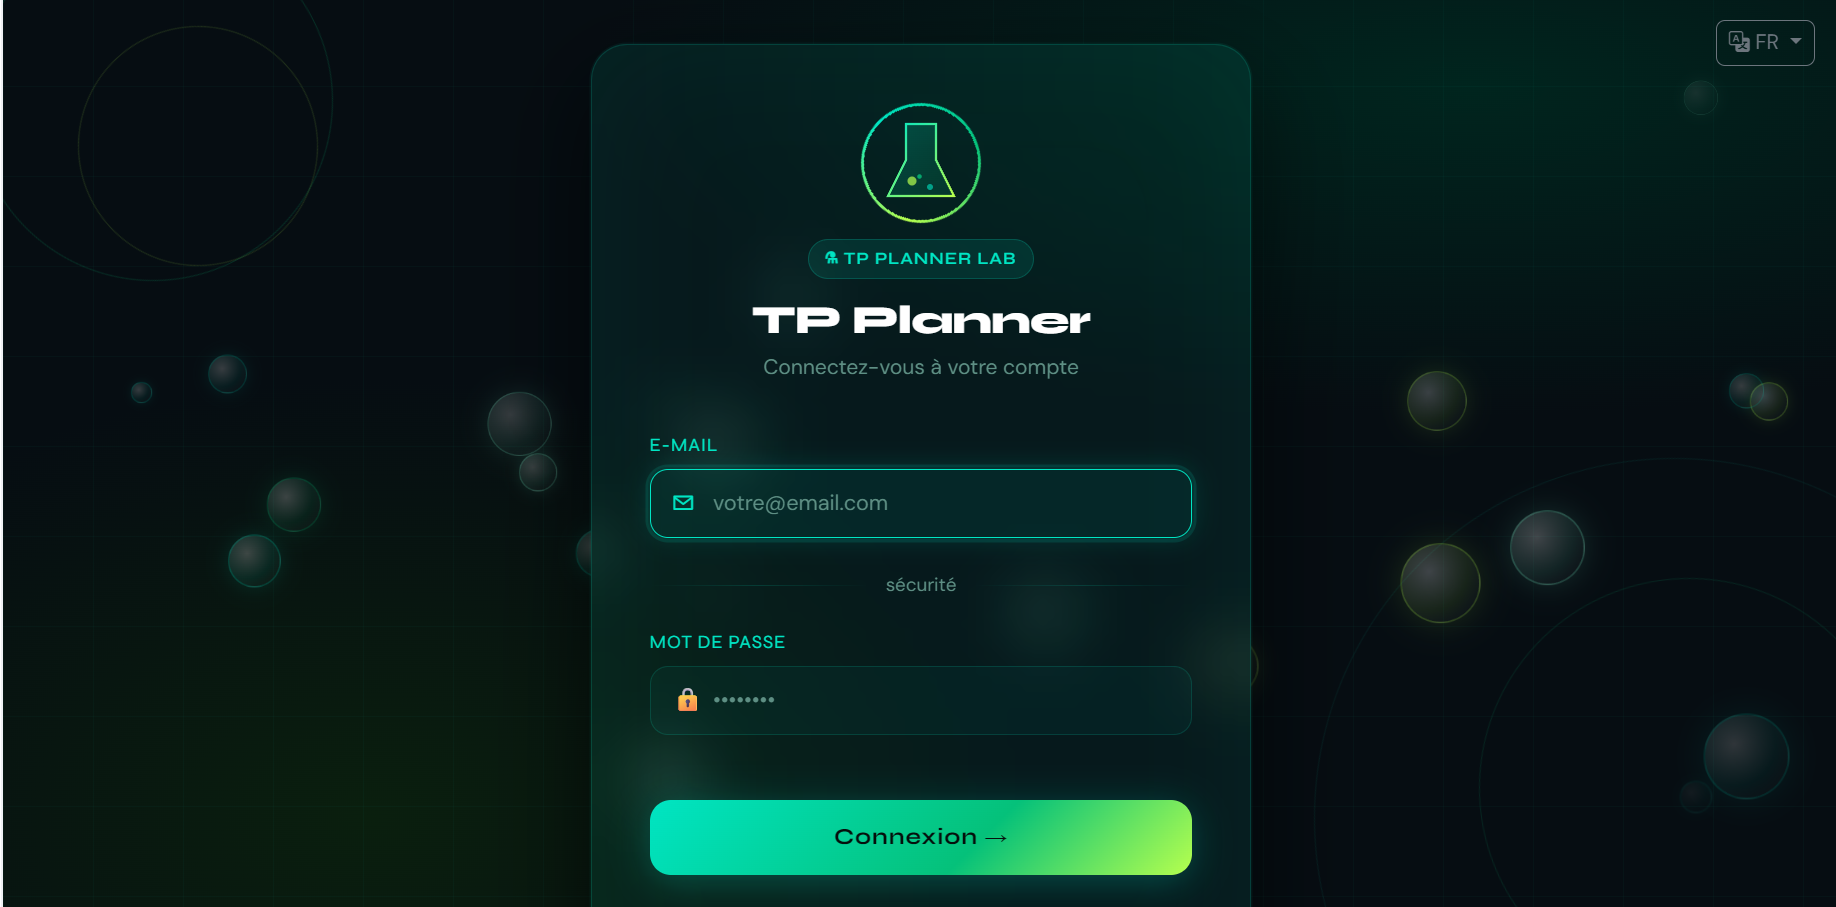 FR
TP PLANNER LAB
TP Planner
Connectez-vous à votre compte
E-MAIL
votre@email.com
sécurité
MOT DE PASSE
••••••••
Connexion →